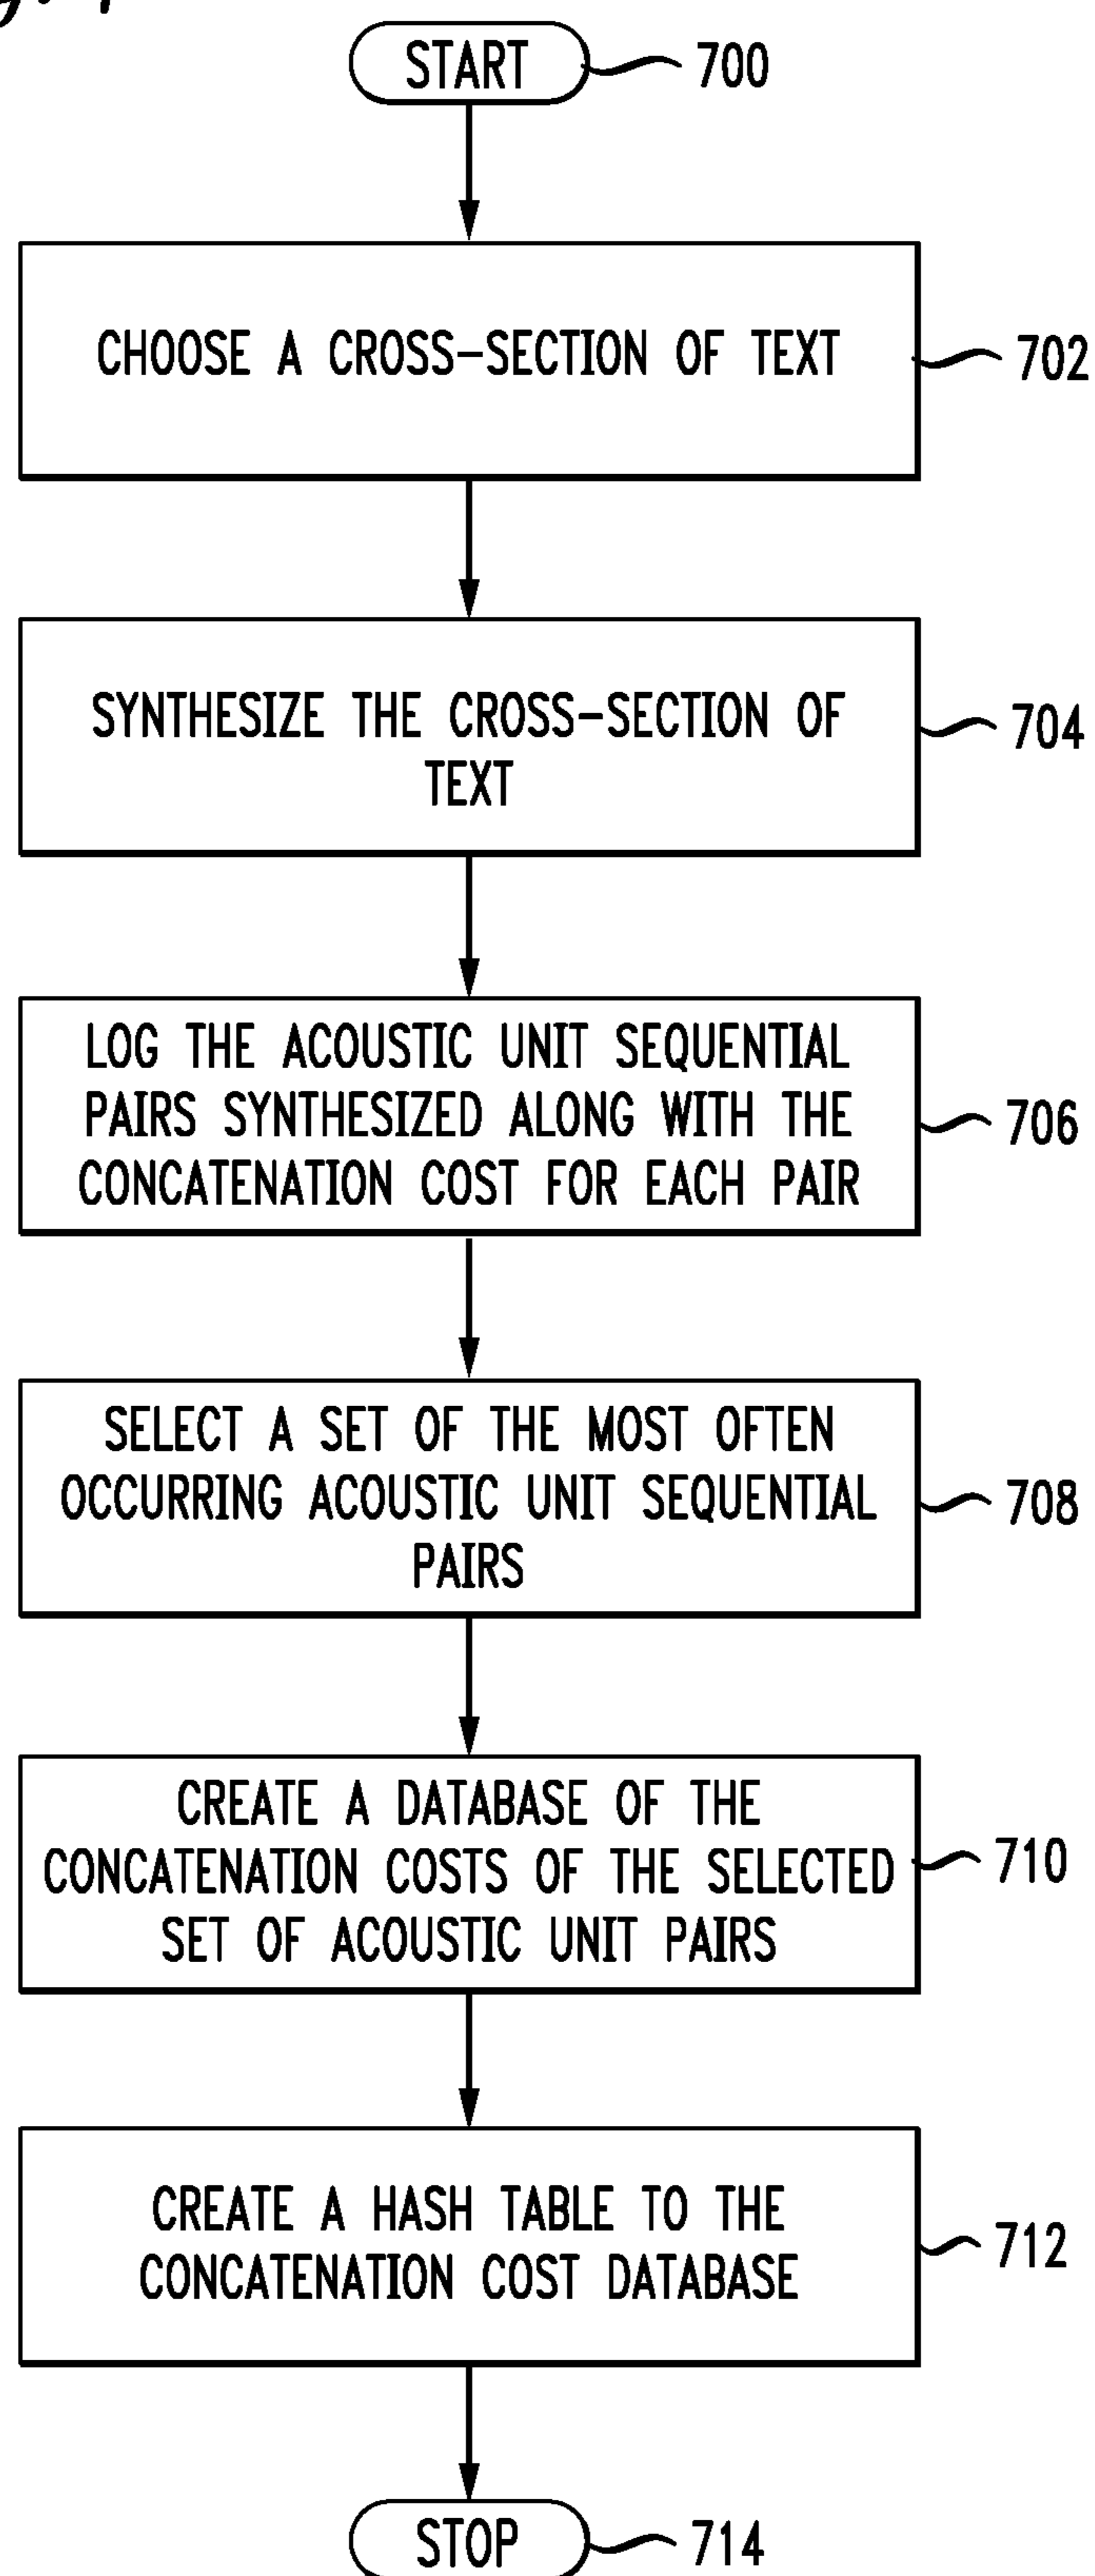 START
700
CHOOSE A CROSS-SECTION OF TEXT
702
SYNTHESIZE THE CROSS-SECTION OF
TEXT
704
LOG THE ACOUSTIC UNIT SEQUENTIAL
PAIRS SYNTHESIZED ALONG WITH THE
CONCATENATION COST FOR EACH PAIR
706
SELECT A SET OF THE MOST OFTEN
OCCURRING ACOUSTIC UNIT SEQUENTIAL
PAIRS
708
CREATE A DATABASE OF THE
CONCATENATION COSTS OF THE SELECTED
SET OF ACOUSTIC UNIT PAIRS
710
CREATE A HASH TABLE TO THE
CONCATENATION COST DATABASE
712
STOP
714